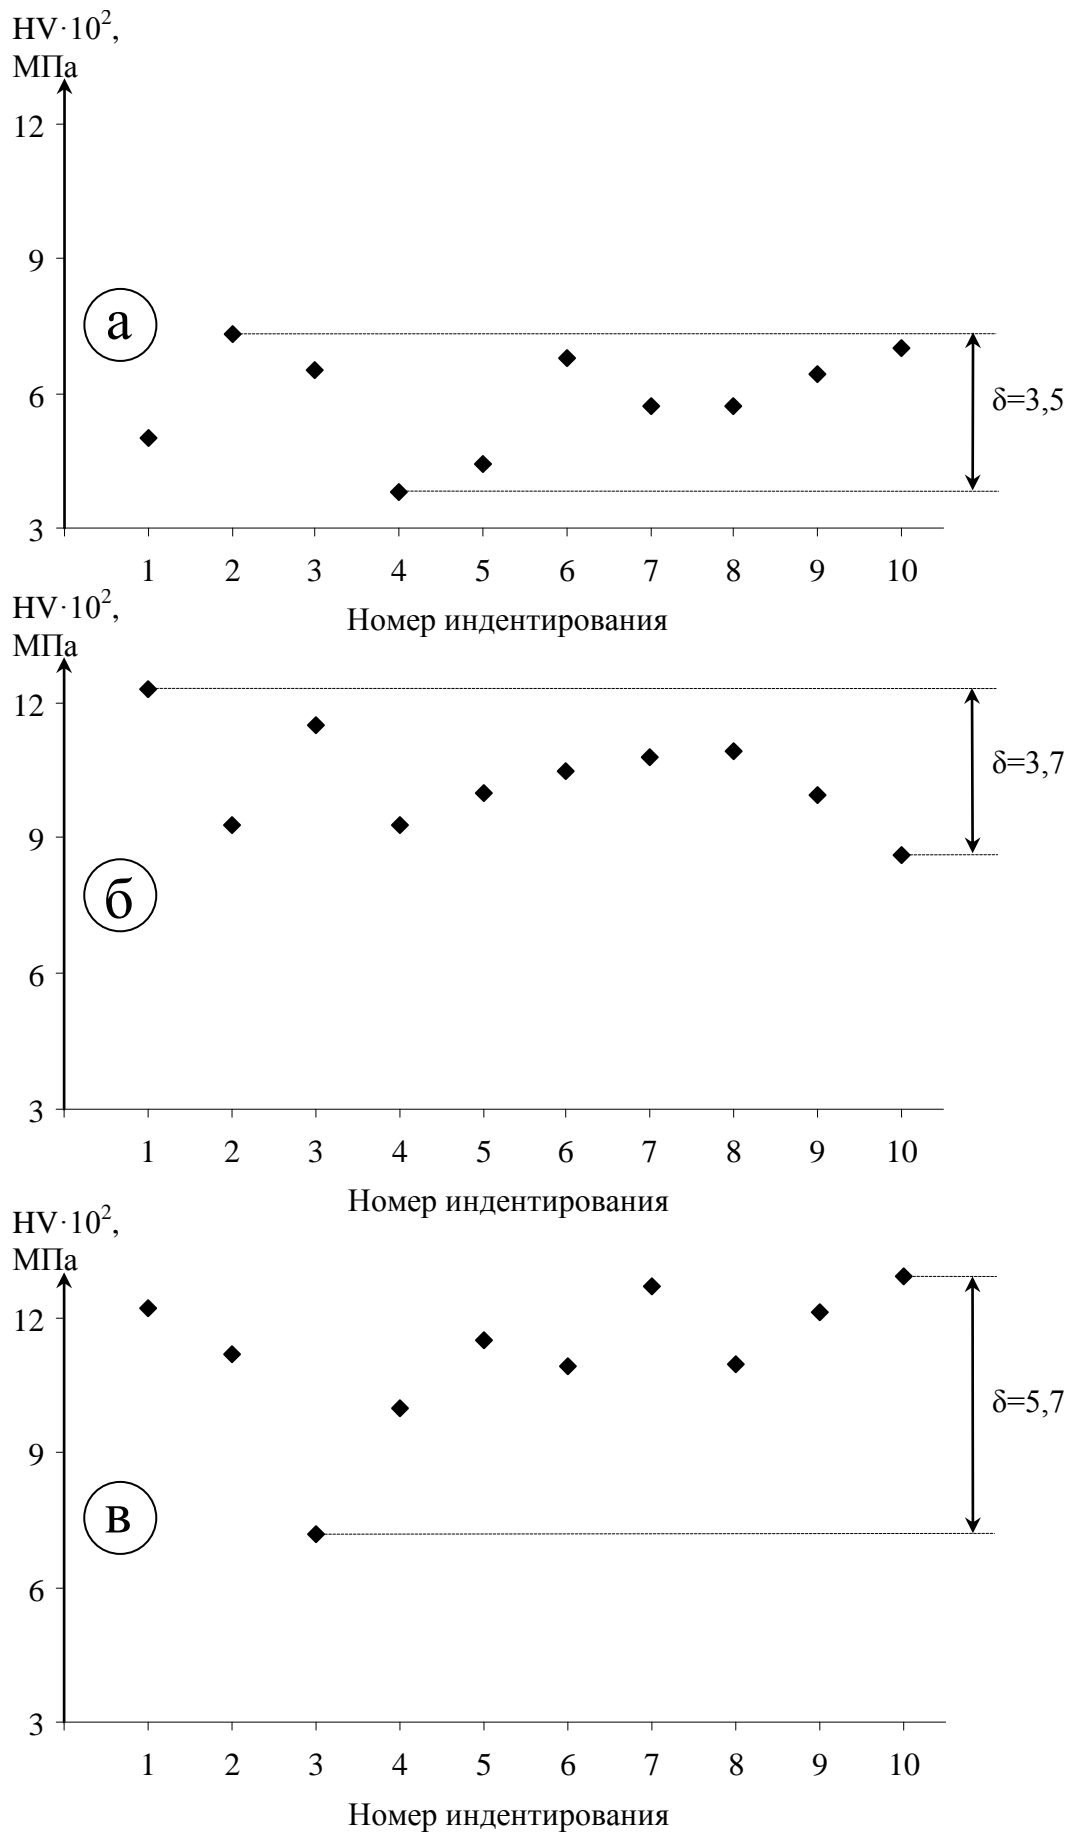 HV·10²,
МПа
12
9
а
6
δ=3,5
3
1 2 3 4 5 6 7 8 9 10
Номер индентирования
HV·10²,
МПа
12
δ=3,7
9
б
6
3
1 2 3 4 5 6 7 8 9 10
Номер индентирования
HV·10²,
МПа
12
δ=5,7
9
в
6
3
1 2 3 4 5 6 7 8 9 10
Номер индентирования